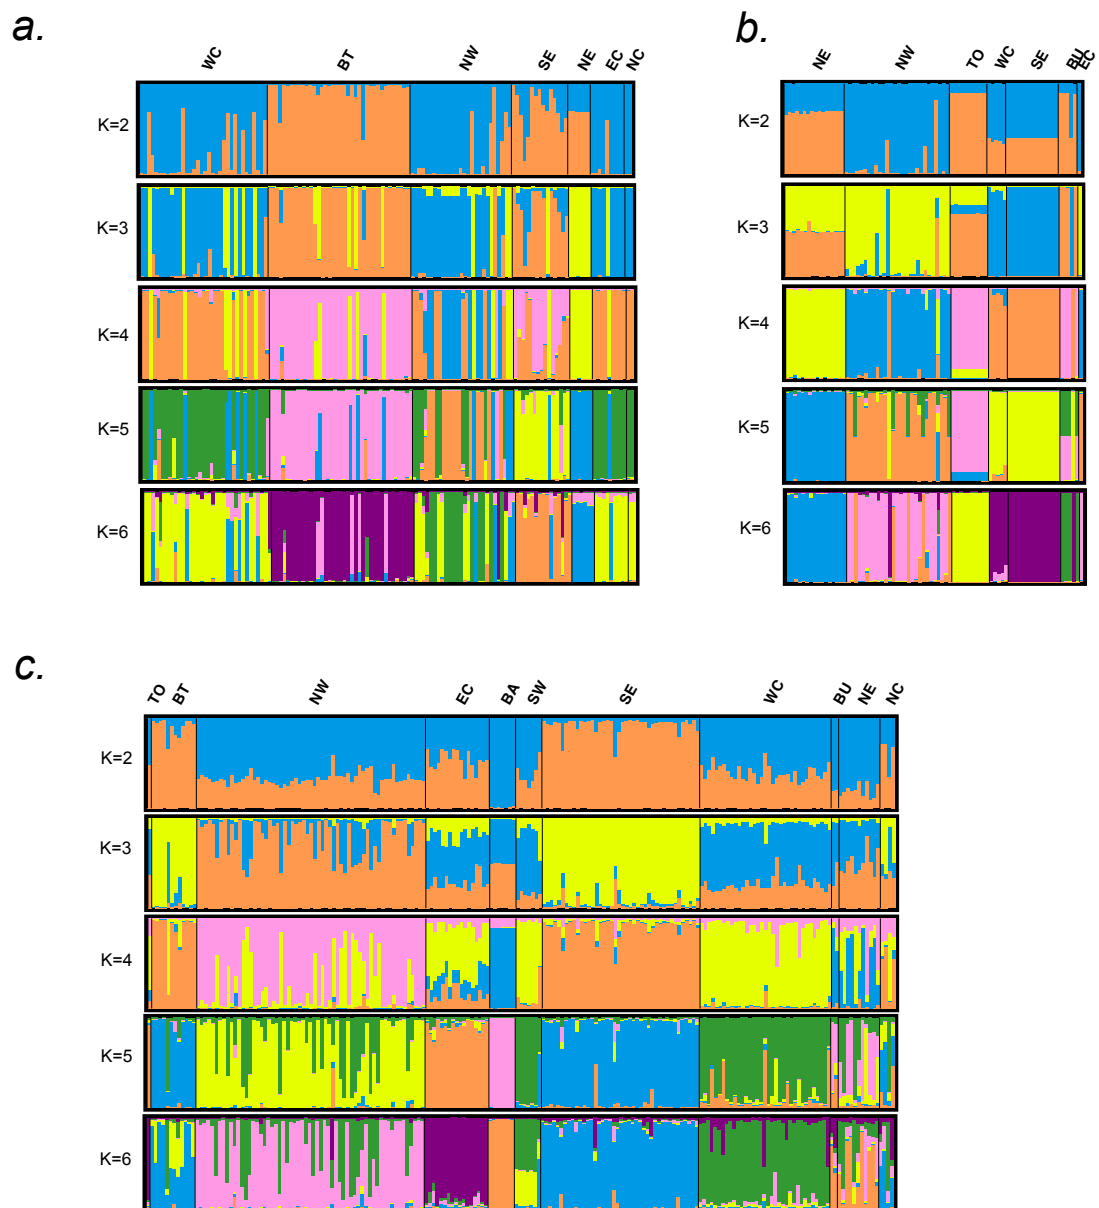 a.
WC BT NW SE NE EC NC
K=2
K=3
K=4
K=5
K=6
b.
NE NW TO WC SE BU EC
K=2
K=3
K=4
K=5
K=6
c.
TO BT NW EC BA SW SE WC BU NE NC
K=2
K=3
K=4
K=5
K=6